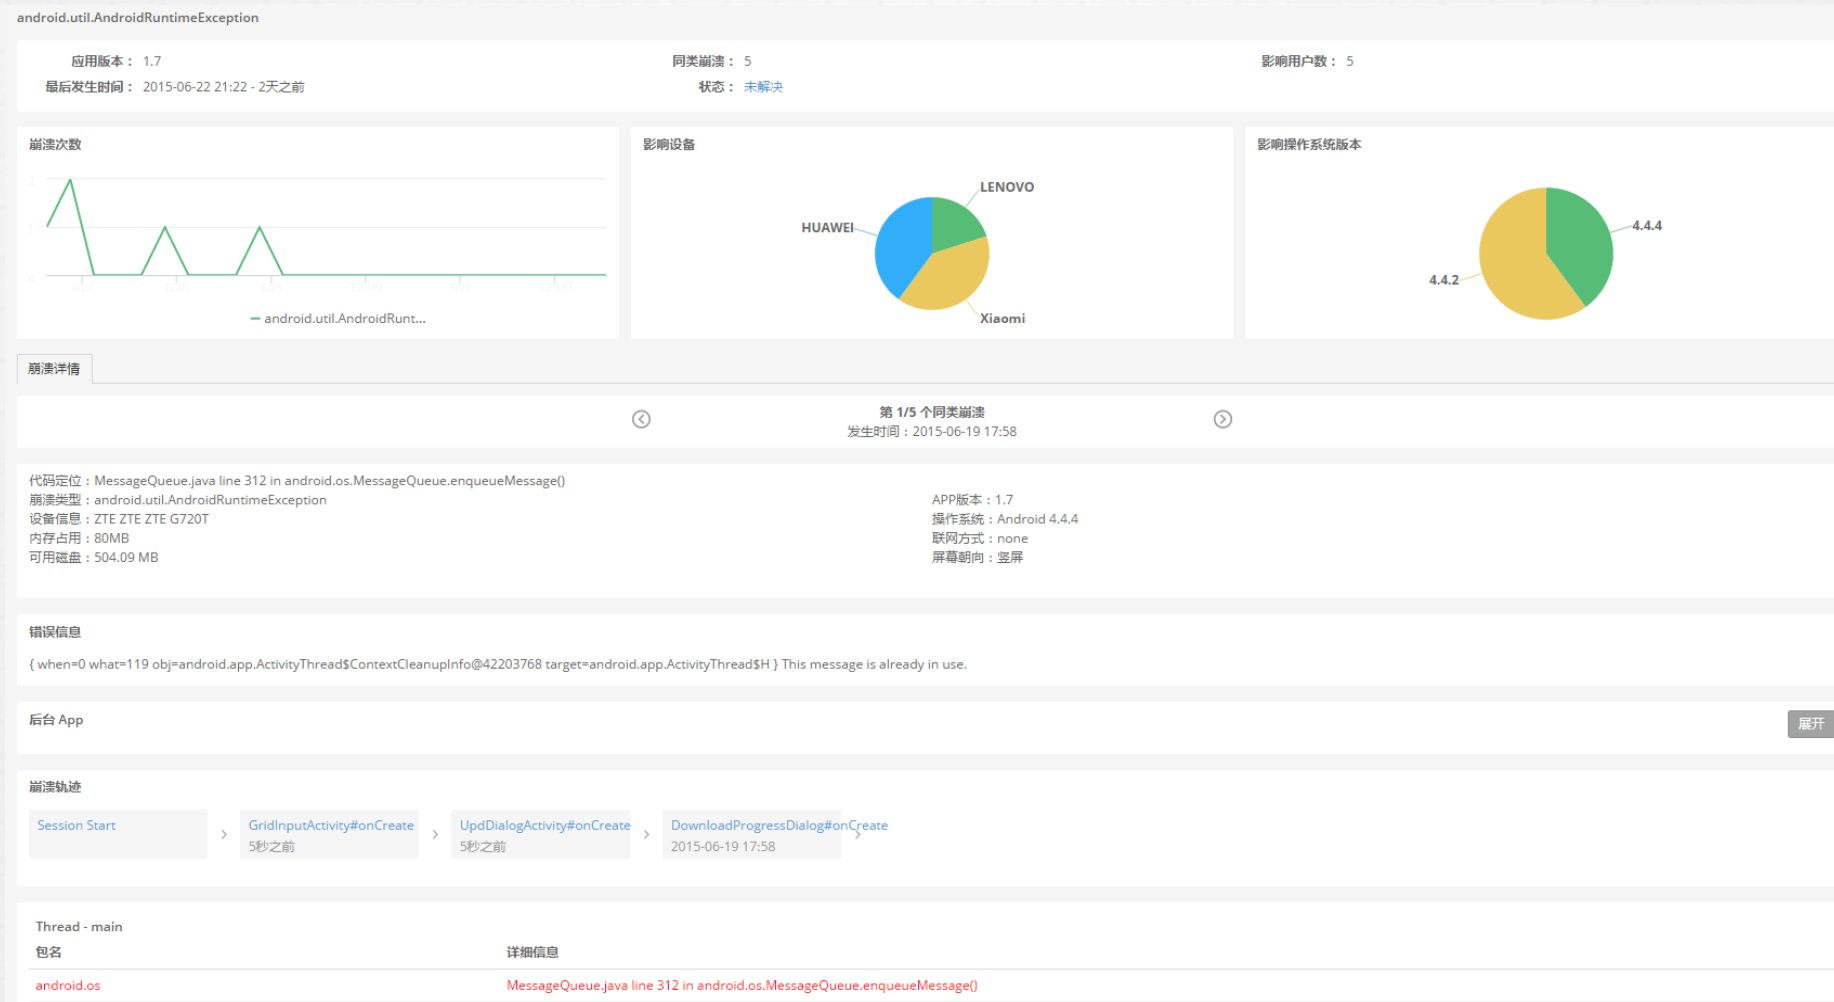 android.util.AndroidRuntimeException
应用版本： 1.7
同类崩溃： 5
影响用户数： 5
最后发生时间： 2015-06-22 21:22 - 2天之前
状态： 未解决
崩溃次数
影响设备
影响操作系统版本
2
1
0
6/23
12:00
6/24
12:00
android.util.AndroidRunt...
LENOVO
HUAWEI
Xiaomi
4.4.4
4.4.2
崩溃详情
第 1/5 个同类崩溃
发生时间：2015-06-19 17:58
代码定位：MessageQueue.java line 312 in android.os.MessageQueue.enqueueMessage()
崩溃类型：android.util.AndroidRuntimeException
APP版本：1.7
设备信息：ZTE ZTE ZTE G720T
操作系统：Android 4.4.4
内存占用：80MB
联网方式：none
可用磁盘：504.09 MB
屏幕朝向：竖屏
错误信息
{ when=0 what=119 obj=android.app.ActivityThread$ContextCleanupInfo@42203768 target=android.app.ActivityThread$H } This message is already in use.
后台 App
展开
崩溃轨迹
Session Start
GridInputActivity#onCreate
5秒之前
UpdDialogActivity#onCreate
5秒之前
DownloadProgressDialog#onCreate
2015-06-19 17:58
Thread - main
包名
详细信息
android.os
MessageQueue.java line 312 in android.os.MessageQueue.enqueueMessage()